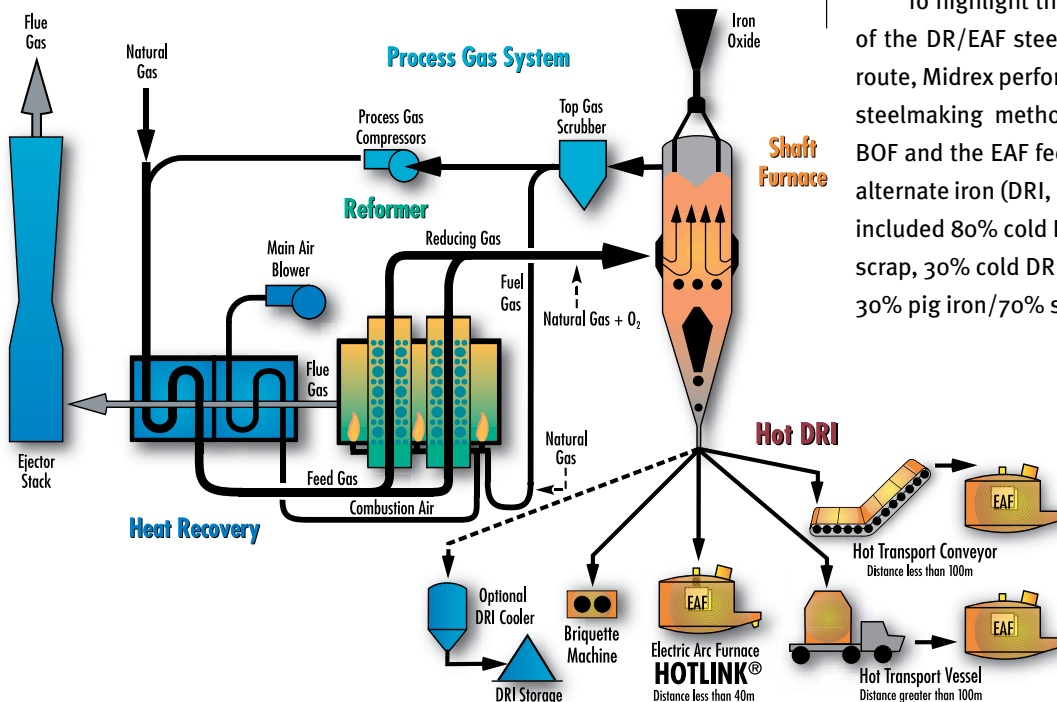 Flue
Gas
Natural
Gas
Process Gas System
Process Gas
Compressors
Top Gas
Scrubber
Iron
Oxide
Shaft
Furnace
Reformer
Reducing Gas
Main Air
Blower
Fuel
Gas
Natural Gas + O₂
Flue
Gas
Ejector
Stack
Feed Gas
Combustion Air
Natural
Gas
Heat Recovery
Hot DRI
EAF
Hot Transport Conveyor
Distance less than 100m
Optional
DRI Cooler
DRI Storage
Briquette
Machine
EAF
Electric Arc Furnace
HOTLINK®
Distance less than 40m
EAF
Hot Transport Vessel
Distance greater than 100m
of the DR/EAF stee
route, Midrex perfor
steelmaking metho
BOF and the EAF fee
alternate iron (DRI,
included 80% cold
scrap, 30% cold DR
30% pig iron/70% s